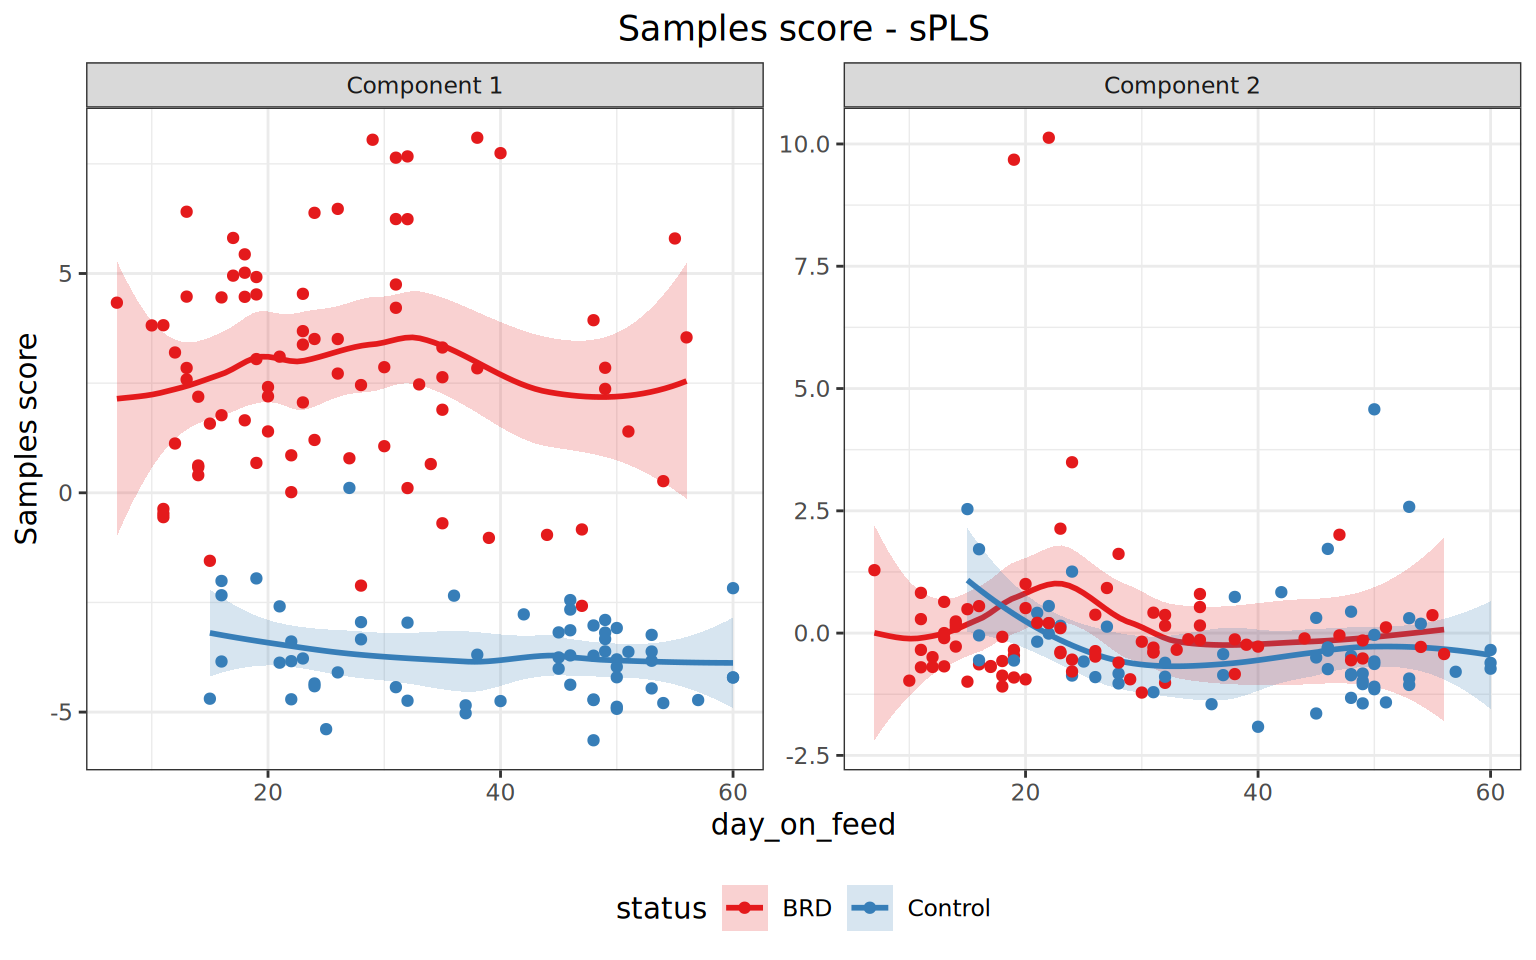 Samples score - sPLS
Component 1
Component 2
Samples score
5
0
-5
20
40
60
10.0
7.5
5.0
2.5
0.0
-2.5
20
40
60
day_on_feed
status
BRD
Control